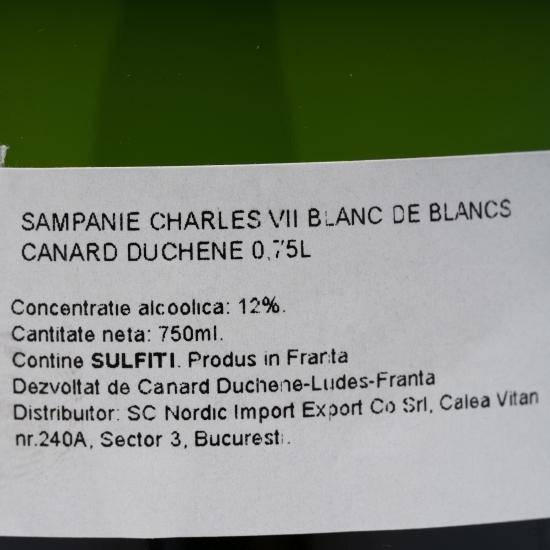 SAMPANIE CHARLES VII BLANC DE BLANCS
CANARD DUCHENE 0,75L
Concentratie alcoolica: 12%.
Cantitate neta: 750ml.
Contine SULFITI. Produs in Franta
Dezvoltat de Canard Duchene-Ludes-Franta
Distribuitor: SC Nordic Import Export Co Srl, Calea Vitan
nr.240A, Sector 3, Bucuresti.